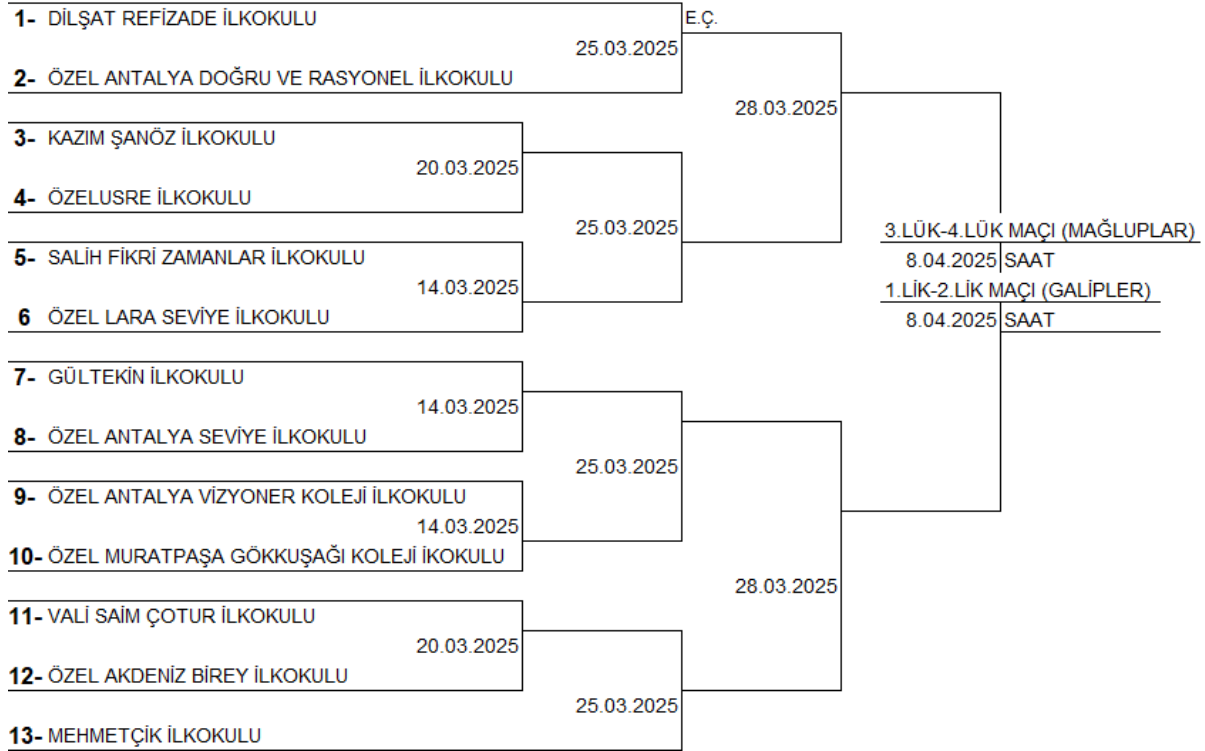 1- DİLŞAT REFİZADE İLKOKULU
E.Ç.
25.03.2025
2- ÖZEL ANTALYA DOĞRU VE RASYONEL İLKOKULU
28.03.2025
3- KAZIM ŞANÖZ İLKOKULU
20.03.2025
4- ÖZELUSRE İLKOKULU
25.03.2025
3.LÜK-4.LÜK MAÇI (MAĞLUPLAR)
5- SALİH FİKRİ ZAMANLAR İLKOKULU
8.04.2025 SAAT
14.03.2025
1.LİK-2.LİK MAÇI (GALİPLER)
6 ÖZEL LARA SEVİYE İLKOKULU
8.04.2025 SAAT
7- GÜLTEKİN İLKOKULU
14.03.2025
8- ÖZEL ANTALYA SEVİYE İLKOKULU
25.03.2025
9- ÖZEL ANTALYA VİZYONER KOLEJİ İLKOKULU
14.03.2025
10- ÖZEL MURATPAŞA GÖKKUŞAĞI KOLEJİ İKOKULU
28.03.2025
11- VALİ SAİM ÇOTUR İLKOKULU
20.03.2025
12- ÖZEL AKDENİZ BİREY İLKOKULU
25.03.2025
13- MEHMETÇİK İLKOKULU